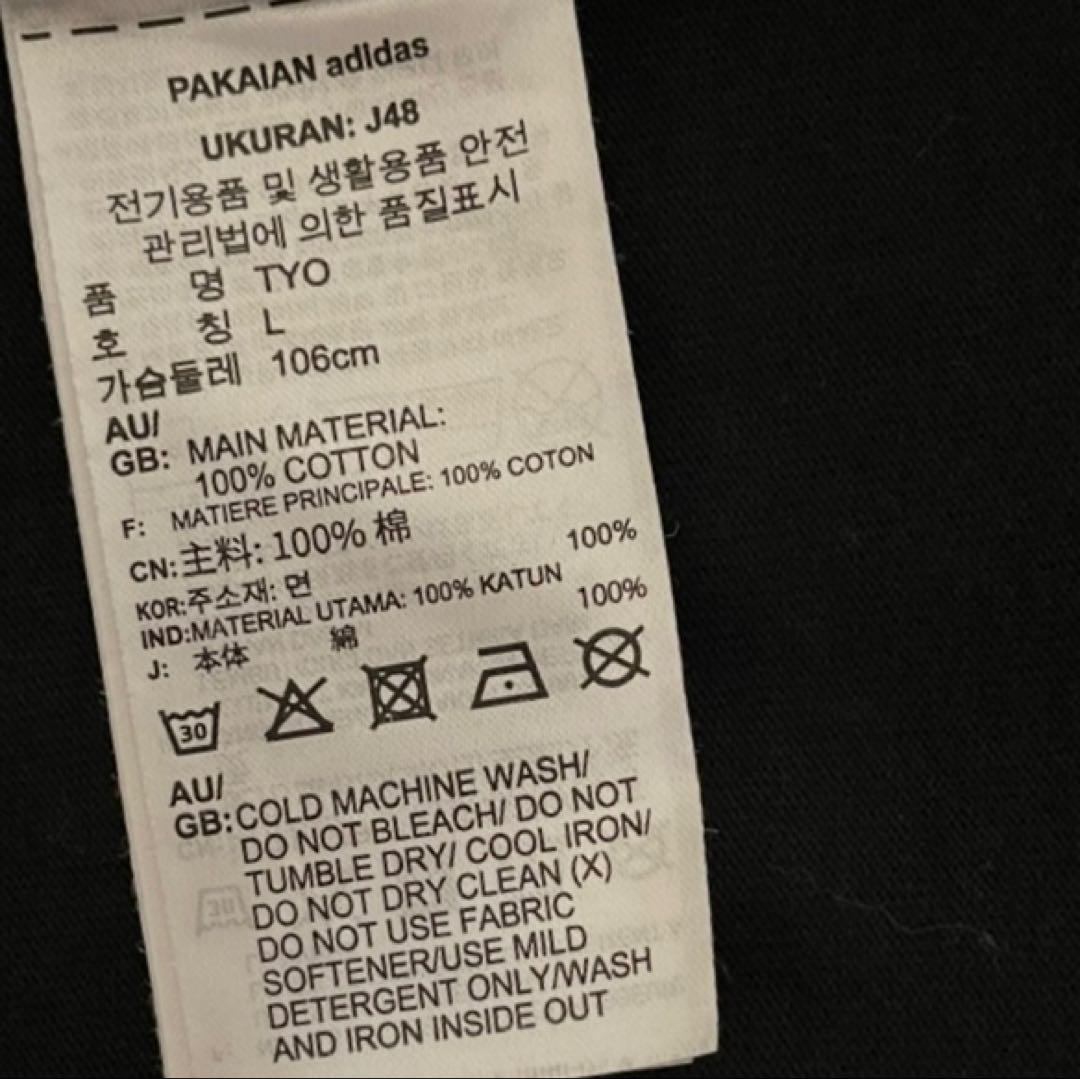 PAKAIAN adidas
UKURAN: J48
전기용품 및 생활용품 안전
관리법에 의한 품질표시
품 명 TYO
호 칭 L
가슴둘레 106cm
AU/
GB: MAIN MATERIAL:
100% COTTON
F: MATIERE PRINCIPALE: 100% COTON
CN: 主料: 100% 棉
KOR:주소재: 면 100%
IND:MATERIAL UTAMA: 100% KATUN
J: 本体 綿 100%
30
AU/
GB:COLD MACHINE WASH/
DO NOT BLEACH/ DO NOT
TUMBLE DRY/ COOL IRON/
DO NOT DRY CLEAN (X)
DO NOT USE FABRIC
SOFTENER/USE MILD
DETERGENT ONLY/WASH
AND IRON INSIDE OUT